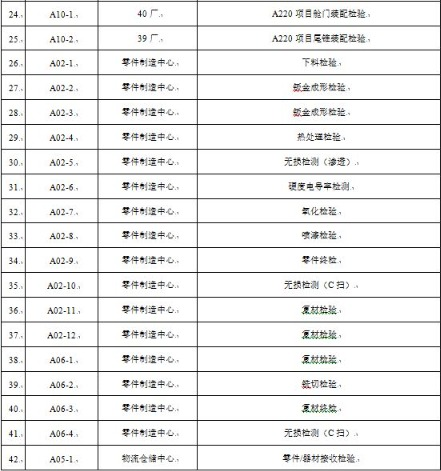 24. A10-1. 40 厂. A220 项目舱门装配检验.
25. A10-2. 39 厂. A220 项目尾锥装配检验.
26. A02-1. 零件制造中心. 下料检验.
27. A02-2. 零件制造中心. 钣金成形检验.
28. A02-3. 零件制造中心. 钣金成形检验.
29. A02-4. 零件制造中心. 热处理检验.
30. A02-5. 零件制造中心. 无损检测（渗透）.
31. A02-6. 零件制造中心. 硬度电导率检测.
32. A02-7. 零件制造中心. 氧化检验.
33. A02-8. 零件制造中心. 喷漆检验.
34. A02-9. 零件制造中心. 零件终检.
35. A02-10. 零件制造中心. 无损检测（C 扫）.
36. A02-11. 零件制造中心. 复材检验.
37. A02-12. 零件制造中心. 复材检验.
38. A06-1. 零件制造中心. 复材检验.
39. A06-2. 零件制造中心. 铣切检验.
40. A06-3. 零件制造中心. 复材终检.
41. A06-4. 零件制造中心. 无损检测（C 扫）.
42. A05-1. 物流仓储中心. 零件/器材接收检验.